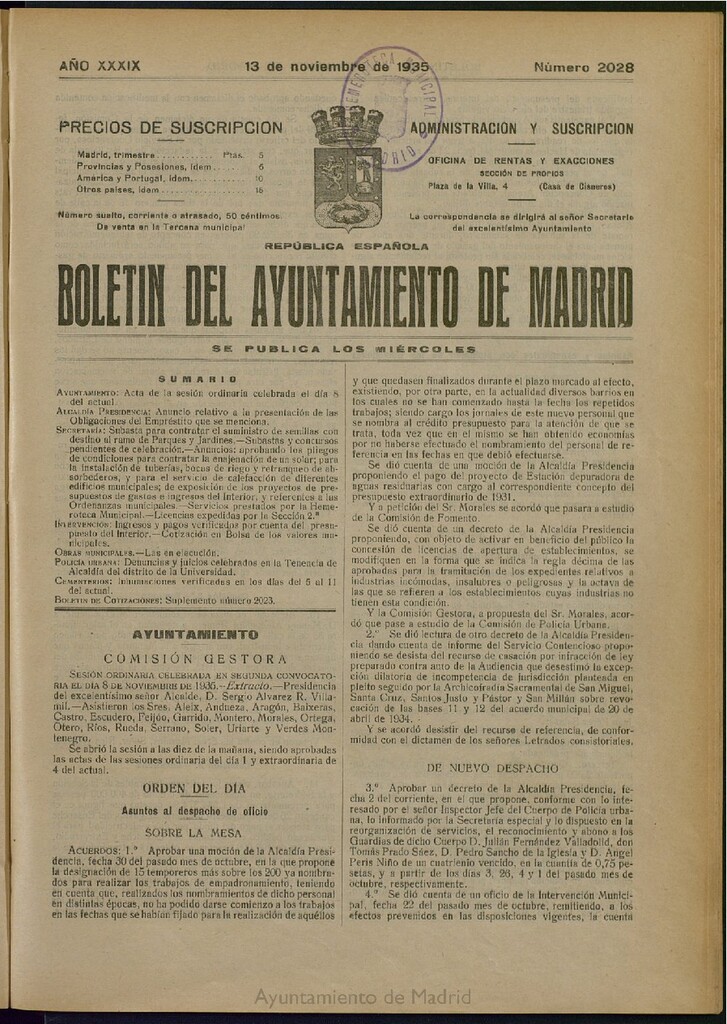 AÑO XXXIX
13 de noviembre de 1935
Número 2028
HEMEROTECA MUNICIPAL
MADRID
PRECIOS DE SUSCRIPCION
Madrid, trimestre........... Ptas. 5
Provincias y Posesiones, ídem..... 6
América y Portugal, ídem.......... 10
Otros países, ídem................ 15
Número suelto, corriente o atrasado, 50 céntimos
De venta en la Tercena municipal
ADMINISTRACION Y SUSCRIPCION
OFICINA DE RENTAS Y EXACCIONES
SECCIÓN DE PROPIOS
Plaza de la Villa, 4 (Casa de Cisneros)
La correspondencia se dirigirá al señor Secretario
del excelentísimo Ayuntamiento
REPÚBLICA ESPAÑOLA
BOLETIN DEL AYUNTAMIENTO DE MADRID
SE PUBLICA LOS MIÉRCOLES
SUMARIO
AYUNTAMIENTO: Acta de la sesión ordinaria celebrada el día 8
del actual.
ALCALDÍA PRESIDENCIA: Anuncio relativo a la presentación de las
Obligaciones del Empréstito que se menciona.
SECRETARÍA: Subasta para contratar el suministro de semillas con
destino al ramo de Parques y Jardines.—Subastas y concursos
pendientes de celebración.—Anuncios: aprobando los pliegos
de condiciones para contratar la enajenación de un solar; para
la instalación de tuberías, bocas de riego y retranqueo de ab-
sorbederos, y para el servicio de calefacción de diferentes
edificios municipales; de exposición de los proyectos de pre-
supuestos de gastos e ingresos del Interior, y referentes a las
Ordenanzas municipales.—Servicios prestados por la Heme-
roteca Municipal.—Licencias expedidas por la Sección 2.ª
INTERVENCIÓN: Ingresos y pagos verificados por cuenta del presu-
puesto del Interior.—Cotización en Bolsa de los valores mu-
nicipales.
OBRAS MUNICIPALES.—Las en ejecución.
POLICÍA URBANA: Denuncias y juicios celebrados en la Tenencia de
Alcaldía del distrito de la Universidad.
CEMENTERIOS: Inhumaciones verificadas en los días del 5 al 11
del actual.
BOLETÍN DE COTIZACIONES: Suplemento número 2023.
AYUNTAMIENTO
COMISIÓN GESTORA
SESIÓN ORDINARIA CELEBRADA EN SEGUNDA CONVOCATO-
RIA EL DÍA 8 DE NOVIEMBRE DE 1935.—Extracto.—Presidencia
del excelentísimo señor Alcalde, D. Sergio Alvarez R. Villa-
mil.—Asistieron los Sres. Aleix, Andueza, Aragón, Baixeras,
Castro, Escudero, Feijóo, Garrido, Montero, Morales, Ortega,
Otero, Ríos, Rueda, Serrano, Soler, Uriarte y Verdes Mon-
tenegro.
Se abrió la sesión a las diez de la mañana, siendo aprobadas
las actas de las sesiones ordinaria del día 1 y extraordinaria de
4 del actual.
ORDEN DEL DÍA
Asuntos al despacho de oficio
SOBRE LA MESA
ACUERDOS: 1.º Aprobar una moción de la Alcaldía Presi-
dencia, fecha 30 del pasado mes de octubre, en la que propone
la designación de 15 temporeros más sobre los 200 ya nombra-
dos para realizar los trabajos de empadronamiento, teniendo
en cuenta que, realizados los nombramientos de dicho personal
en distintas épocas, no ha podido darse comienzo a los trabajos
en las fechas que se habían fijado para la realización de aquéllos
y que quedasen finalizados durante el plazo marcado al efecto,
existiendo, por otra parte, en la actualidad diversos barrios en
los cuales no se han comenzado hasta la fecha los repetidos
trabajos; siendo cargo los jornales de este nuevo personal que
se nombra al crédito presupuesto para la atención de que se
trata, toda vez que en el mismo se han obtenido economías
por no haberse efectuado el nombramiento del personal de re-
ferencia en las fechas en que debió efectuarse.
Se dió cuenta de una moción de la Alcaldía Presidencia
proponiendo el pago del proyecto de Estación depuradora de
aguas residuarias con cargo al correspondiente concepto del
presupuesto extraordinario de 1931.
Y a petición del Sr. Morales se acordó que pasara a estudio
de la Comisión de Fomento.
Se dió cuenta de un decreto de la Alcaldía Presidencia
proponiendo, con objeto de activar en beneficio del público la
concesión de licencias de apertura de establecimientos, se
modifiquen en la forma que se indica la regla décima de las
aprobadas para la tramitación de los expedientes relativos a
industrias incómodas, insalubres o peligrosas y la octava de
las que se refieren a los establecimientos cuyas industrias no
tienen esta condición.
Y la Comisión Gestora, a propuesta del Sr. Morales, acor-
dó que pase a estudio de la Comisión de Policía Urbana.
2.º Se dió lectura de otro decreto de la Alcaldía Presiden-
cia dando cuenta de informe del Servicio Contencioso propo-
niendo se desista del recurso de casación por infracción de ley
preparado contra auto de la Audiencia que desestimó la excep-
ción dilatoria de incompetencia de jurisdicción planteada en
pleito seguido por la Archicofradía Sacramental de San Miguel,
Santa Cruz, Santos Justo y Pástor y San Millán sobre revo-
cación de las bases 11 y 12 del acuerdo municipal de 20 de
abril de 1934.
Y se acordó desistir del recurso de referencia, de confor-
midad con el dictamen de los señores Letrados consistoriales.
DE NUEVO DESPACHO
3.º Aprobar un decreto de la Alcaldía Presidencia, fe-
cha 2 del corriente, en el que propone, conforme con lo inte-
resado por el señor Inspector Jefe del Cuerpo de Policía urba-
na, lo informado por la Secretaría especial y lo dispuesto en la
reorganización de servicios, el reconocimiento y abono a los
Guardias de dicho Cuerpo D. Julián Fernández Valladolid, don
Tomás Prado Sáez, D. Pedro Sancho de la Iglesia y D. Angel
Peris Niño de un cuatrienio vencido, en la cuantía de 0,75 pe-
setas, y a partir de los días 3, 26, 4 y 1 del pasado mes de
octubre, respectivamente.
4.º Se dió cuenta de un oficio de la Intervención Munici-
pal, fecha 22 del pasado mes de octubre, remitiendo, a los
efectos prevenidos en las disposiciones vigentes, la cuenta
Ayuntamiento de Madrid